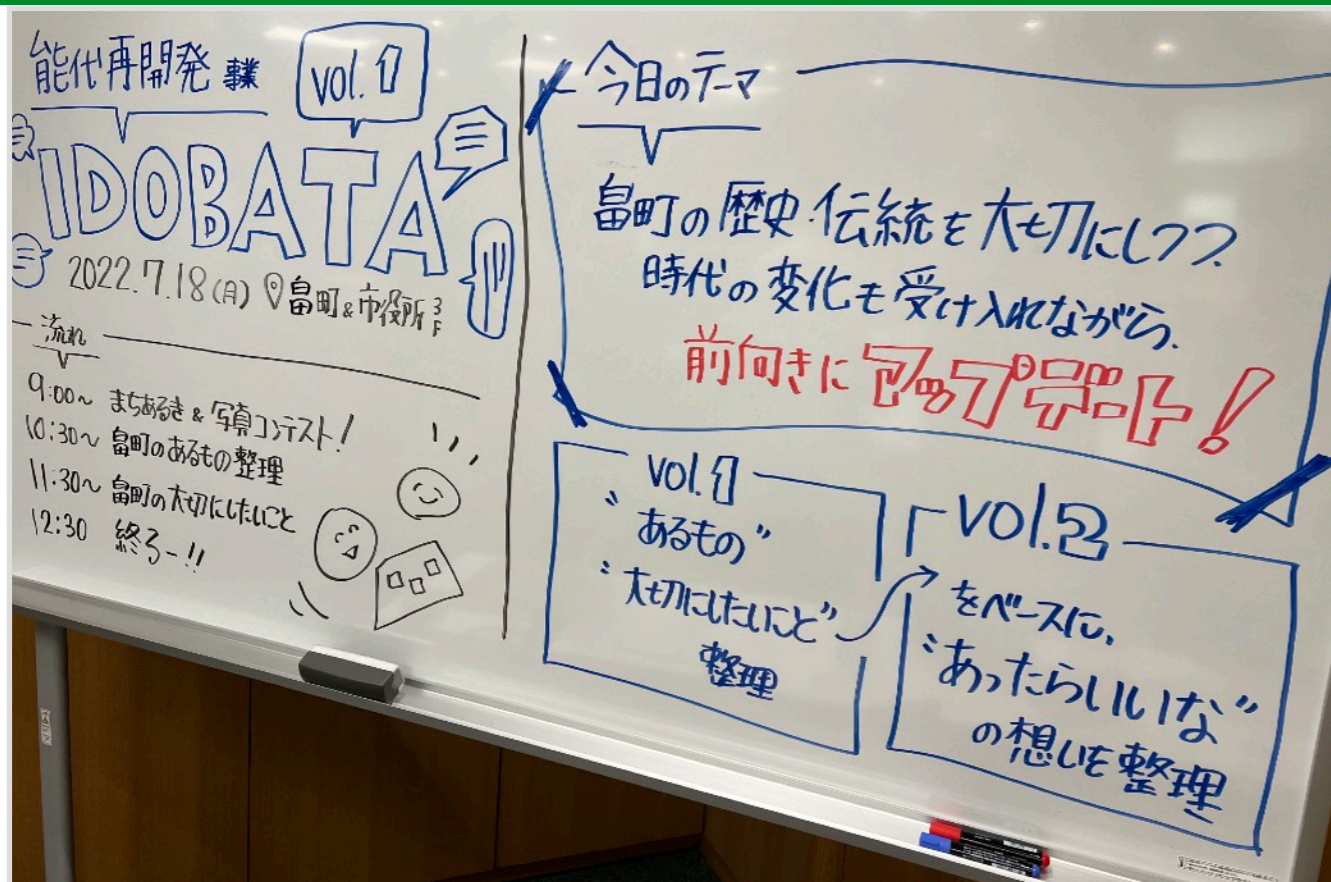 能代再開発事業
vol.1
IDOBATA
2022.7.18(月) 畠町&市役所3F
流れ
9:00~ まちあるき & 写真コンテスト!
10:30~ 畠町のあるもの整理
11:30~ 畠町の大切にしたいこと
12:30 終るー!!
今日のテーマ
畠町の歴史・伝統を大切にしつつ、
時代の変化も受け入れながら、
前向きにアップデート!
vol.1
"あるもの"
"大切にしたいこと"
整理
vol.2
をベースに、
"あったらいいな"
の想いを整理